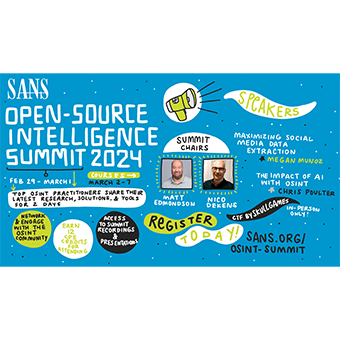 SANS
OPEN-SOURCE
INTELLIGENCE
SUMMIT 2024
FEB 29 - MARCH 1
COURSES
MARCH 2-7
TOP OSINT PRACTITIONERS SHARE THEIR
LATEST RESEARCH, SOLUTIONS, & TOOLS
FOR 2 DAYS
NETWORK
& ENGAGE
WITH THE
OSINT
COMMUNITY
EARN
12
CPE
CREDITS
FOR
ATTENDING
ACCESS
TO SUMMIT
RECORDINGS
&
PRESENTATIONS
SUMMIT
CHAIRS
MATT
EDMONDSON
NICO
DEKENS
REGISTER
TODAY!
SPEAKERS
MAXIMIZING SOCIAL
MEDIA DATA
EXTRACTION
MEGAN MUNOZ
THE IMPACT OF AI
WITH OSINT
CHRIS POULTER
CTF BY SKULLGAMES
IN-PERSON
ONLY!
SANS.ORG/
OSINT-SUMMIT